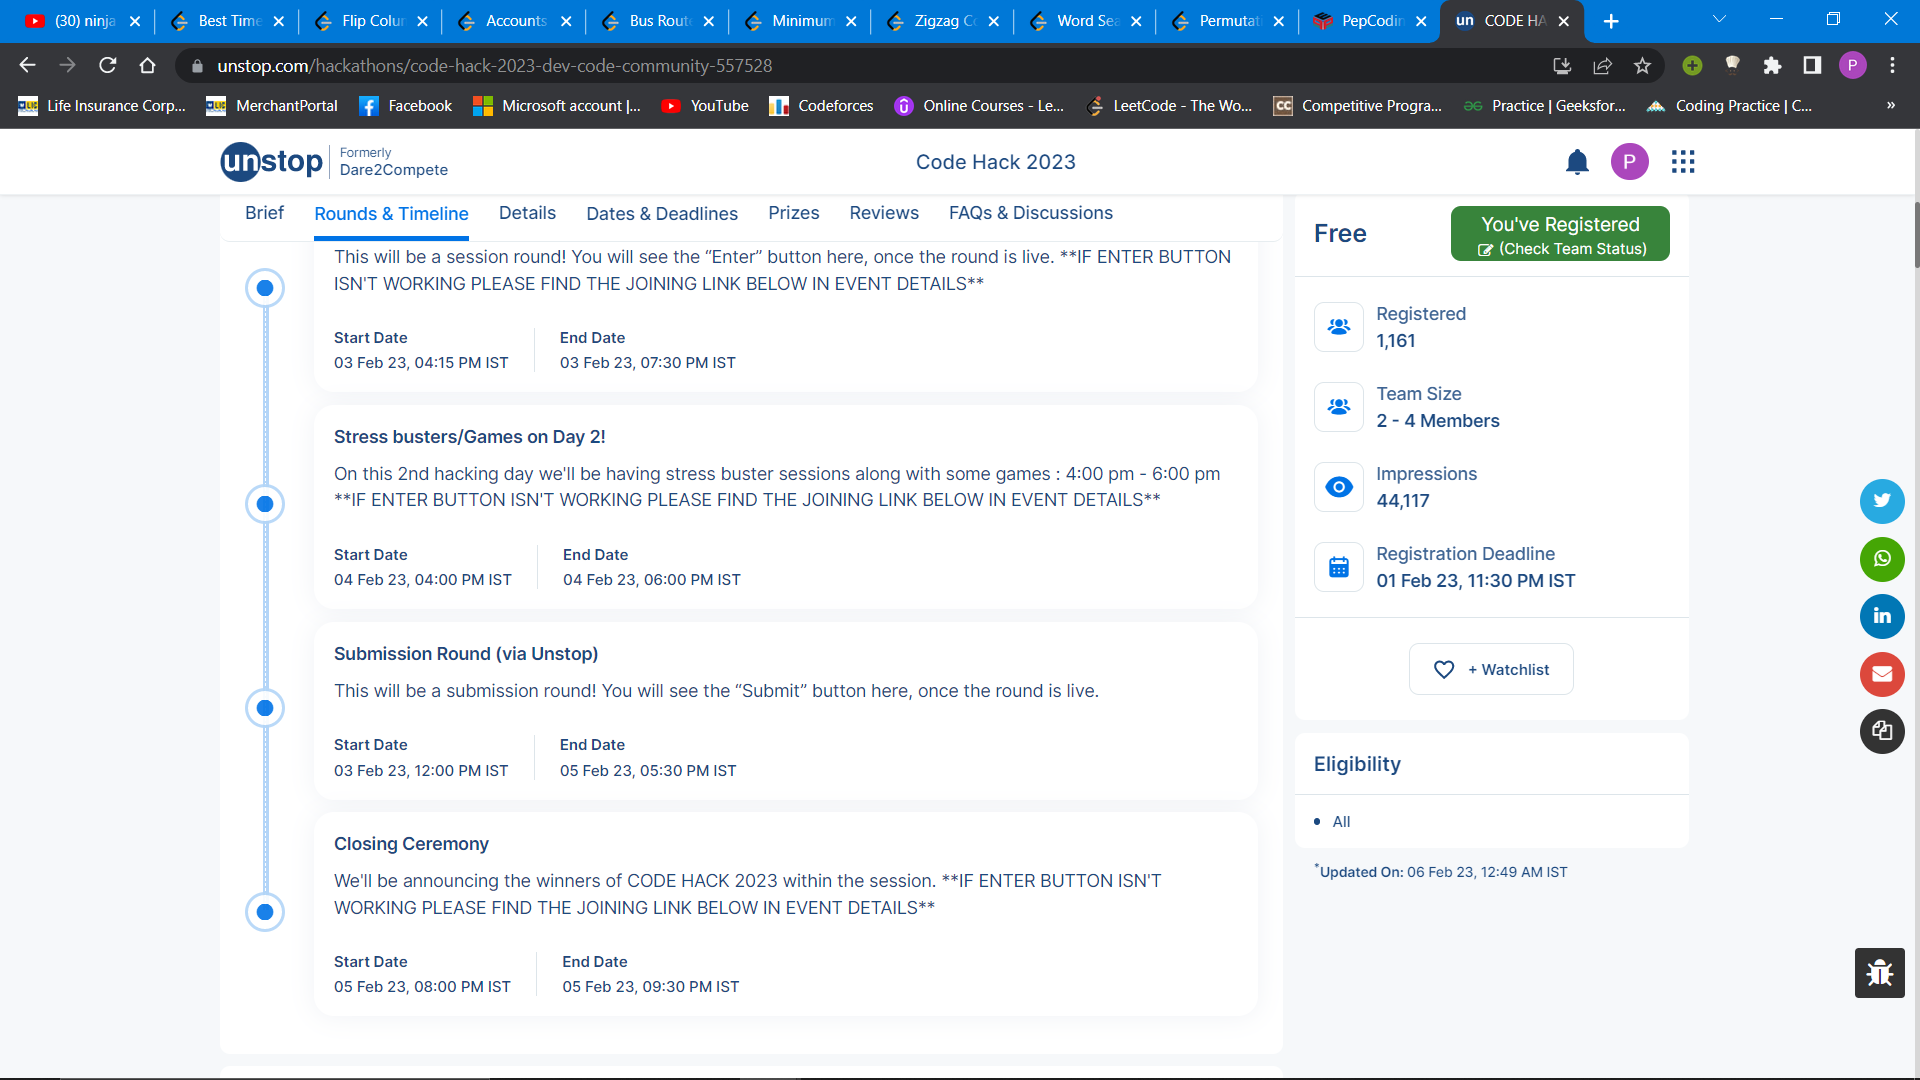 (30) ninja
Best Time
Flip Colu
Accounts
Bus Rout
Minimum
Zigzag Co
Word Sea
Permutat
PepCodin
un CODE HA
unstop.com/hackathons/code-hack-2023-dev-code-community-557528
P
Life Insurance Corp...
MerchantPortal
Facebook
Microsoft account |...
YouTube
Codeforces
Online Courses - Le...
LeetCode - The Wo...
CC Competitive Progra...
Practice | Geeksfor...
Coding Practice | C...
»
unstop
Formerly
Dare2Compete
Code Hack 2023
P
Brief
Rounds & Timeline
Details
Dates & Deadlines
Prizes
Reviews
FAQs & Discussions
This will be a session round! You will see the “Enter” button here, once the round is live. **IF ENTER BUTTON
ISN'T WORKING PLEASE FIND THE JOINING LINK BELOW IN EVENT DETAILS**
Start Date
03 Feb 23, 04:15 PM IST
End Date
03 Feb 23, 07:30 PM IST
Stress busters/Games on Day 2!
On this 2nd hacking day we'll be having stress buster sessions along with some games : 4:00 pm - 6:00 pm
**IF ENTER BUTTON ISN'T WORKING PLEASE FIND THE JOINING LINK BELOW IN EVENT DETAILS**
Start Date
04 Feb 23, 04:00 PM IST
End Date
04 Feb 23, 06:00 PM IST
Submission Round (via Unstop)
This will be a submission round! You will see the “Submit” button here, once the round is live.
Start Date
03 Feb 23, 12:00 PM IST
End Date
05 Feb 23, 05:30 PM IST
Closing Ceremony
We'll be announcing the winners of CODE HACK 2023 within the session. **IF ENTER BUTTON ISN'T
WORKING PLEASE FIND THE JOINING LINK BELOW IN EVENT DETAILS**
Start Date
05 Feb 23, 08:00 PM IST
End Date
05 Feb 23, 09:30 PM IST
Free
You've Registered
(Check Team Status)
Registered
1,161
Team Size
2 - 4 Members
Impressions
44,117
Registration Deadline
01 Feb 23, 11:30 PM IST
+ Watchlist
Eligibility
All
*Updated On: 06 Feb 23, 12:49 AM IST